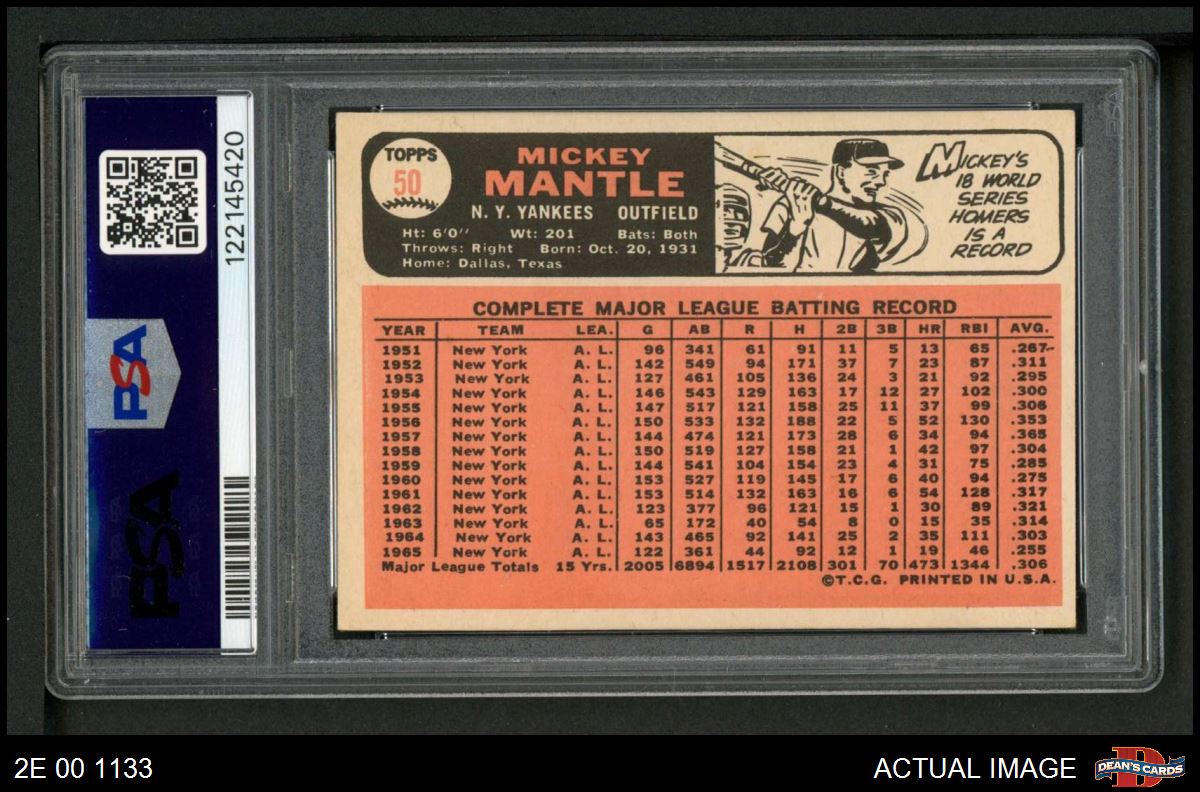 PSA
12145420
PSA
TOPPS
50
MICKEY
MANTLE
N. Y. YANKEES OUTFIELD
Ht: 6'0" Wt: 201 Bats: Both
Throws: Right Born: Oct. 20, 1931
Home: Dallas, Texas
MICKEY'S
18 WORLD
SERIES
HOMERS
IS A
RECORD
COMPLETE MAJOR LEAGUE BATTING RECORD
YEAR TEAM LEA. G AB R H 2B 3B HR RBI AVG.
1951 New York A. L. 96 341 61 91 11 5 13 65 .267
1952 New York A. L. 142 549 94 171 37 7 23 87 .311
1953 New York A. L. 127 461 105 136 24 3 21 92 .295
1954 New York A. L. 146 543 129 163 17 12 27 102 .300
1955 New York A. L. 147 517 121 158 25 11 37 99 .306
1956 New York A. L. 150 533 132 188 22 5 52 130 .353
1957 New York A. L. 144 474 121 173 28 6 34 94 .365
1958 New York A. L. 150 519 127 158 21 1 42 97 .304
1959 New York A. L. 144 541 104 154 23 4 31 75 .285
1960 New York A. L. 153 527 119 145 17 6 40 94 .275
1961 New York A. L. 153 514 132 163 16 6 54 128 .317
1962 New York A. L. 123 377 96 121 15 1 30 89 .321
1963 New York A. L. 65 172 40 54 8 0 15 35 .314
1964 New York A. L. 143 465 92 141 25 2 35 111 .303
1965 New York A. L. 122 361 44 92 12 1 19 46 .255
Major League Totals 15 Yrs. 2005 6894 1517 2108 301 70 473 1344 .306
©T.C.G. PRINTED IN U.S.A.
2E 00 1133
ACTUAL IMAGE
DEAN'S CARDS